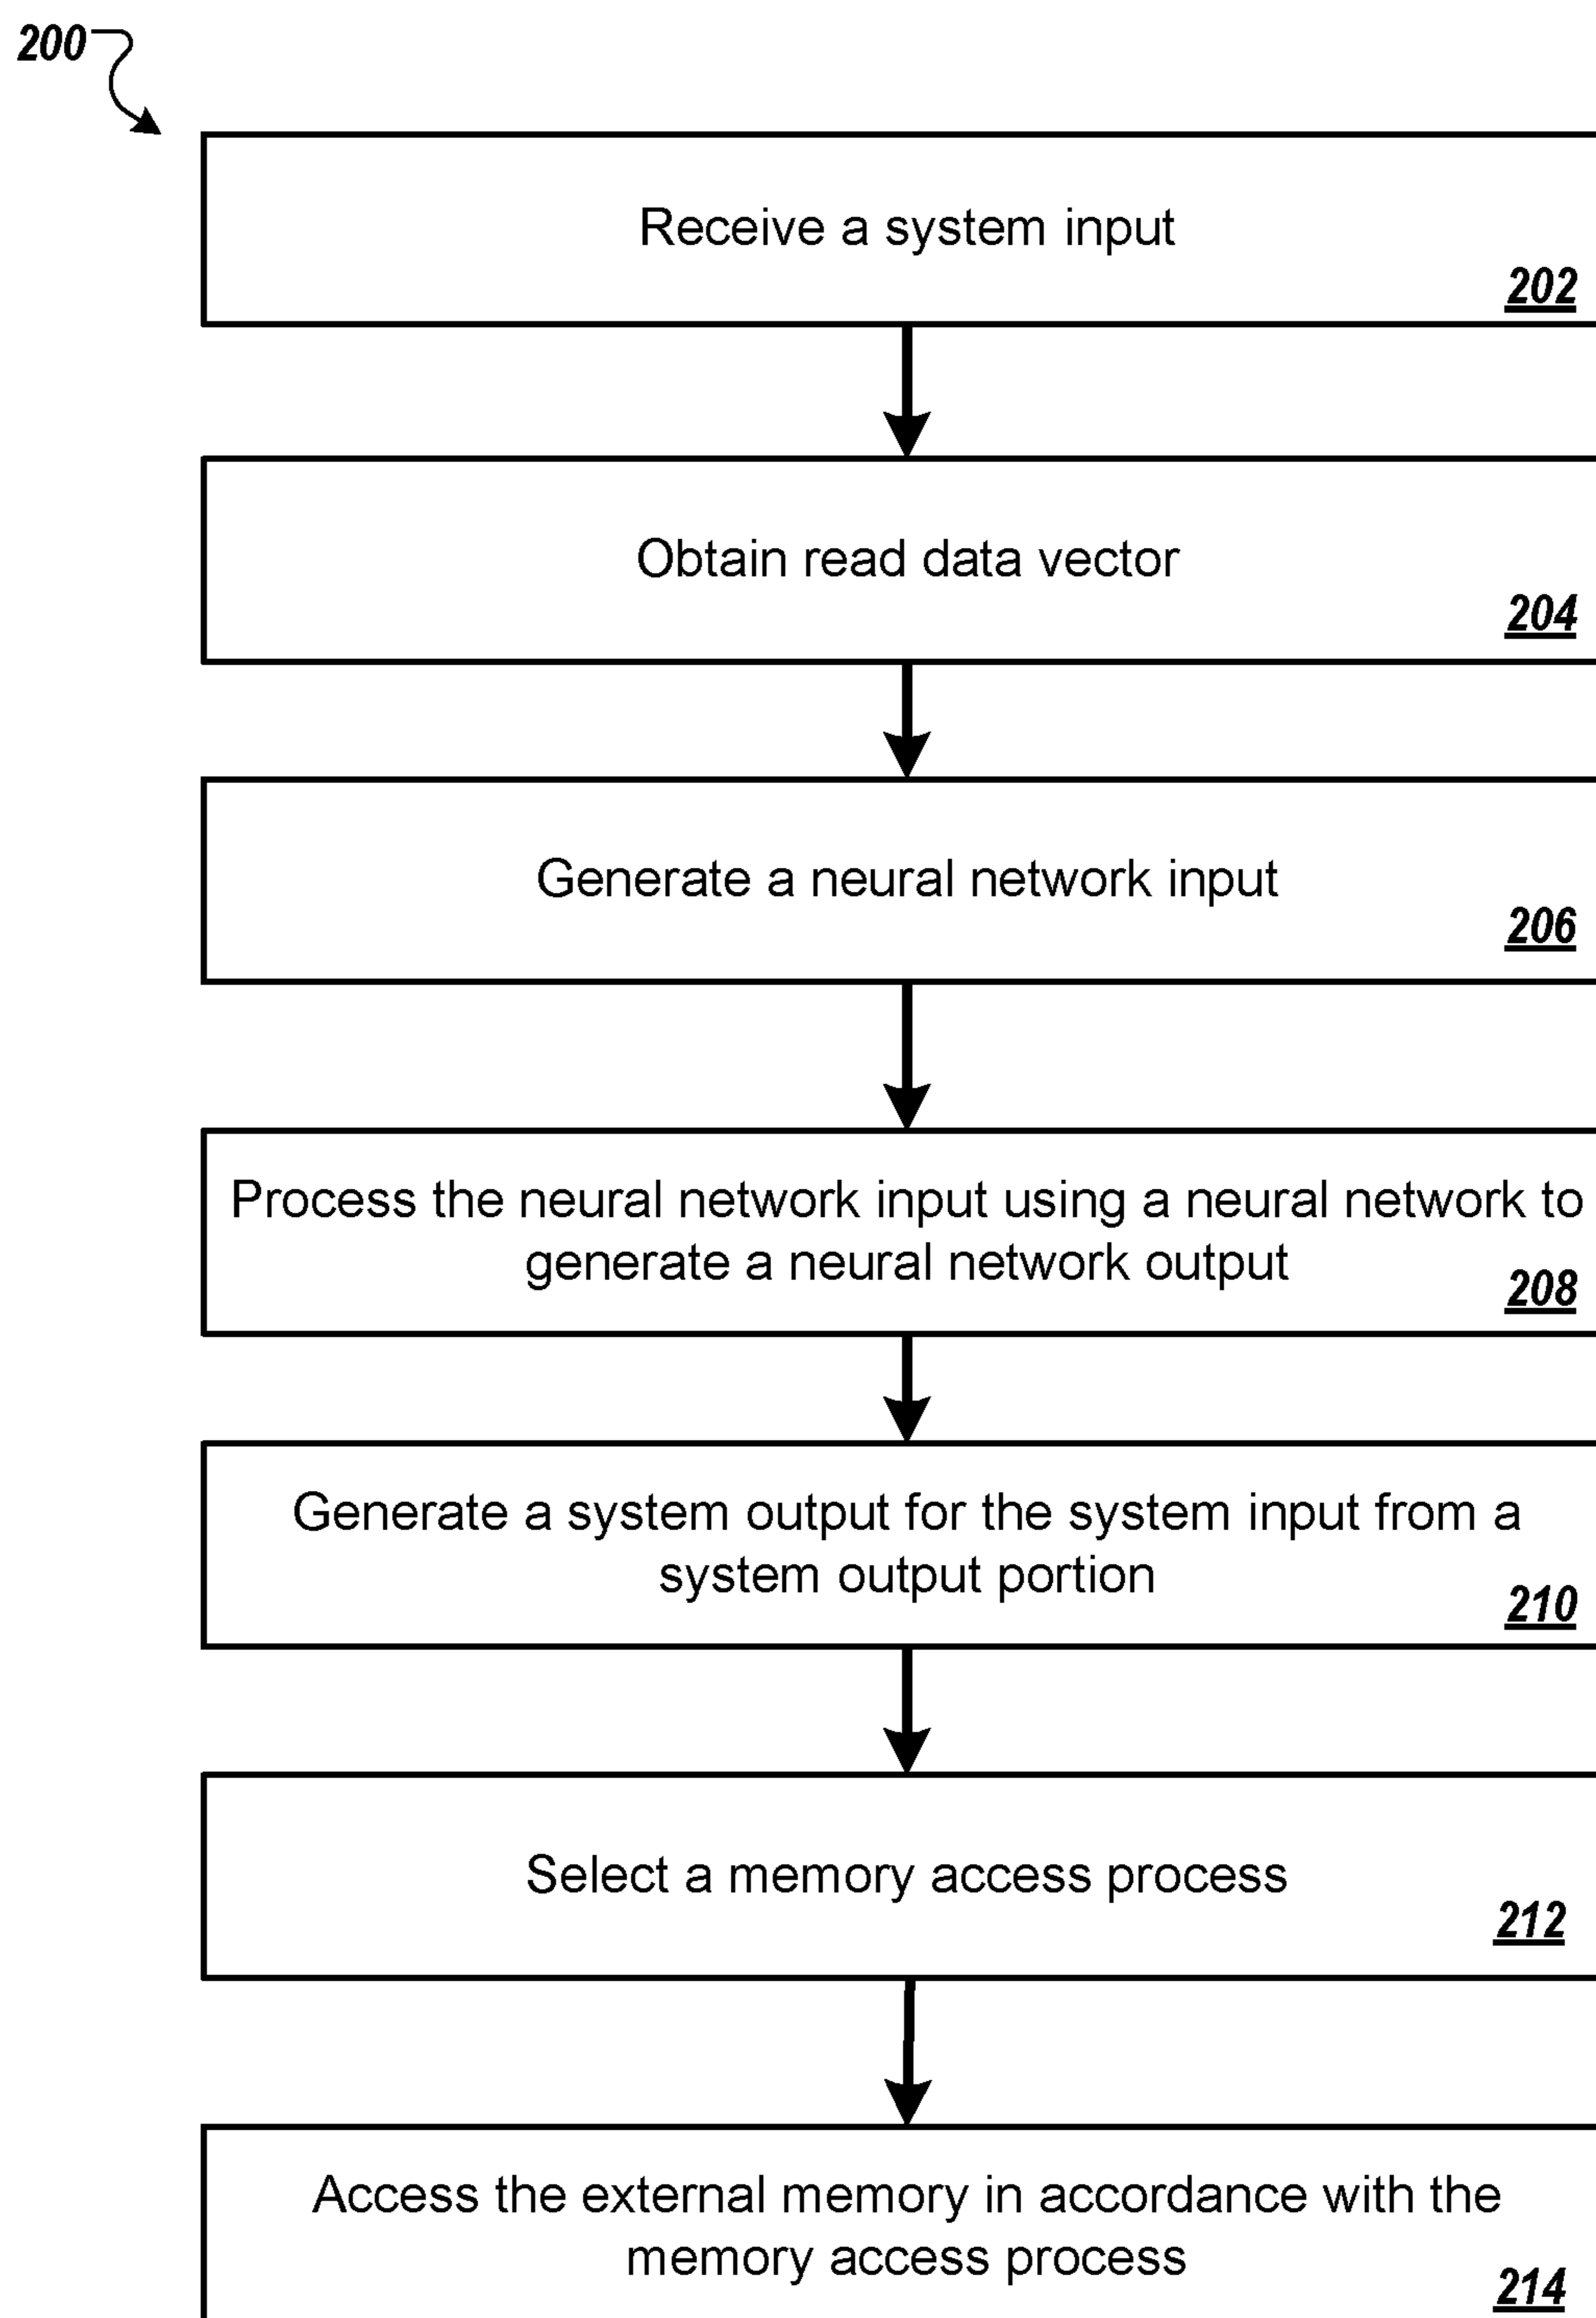 200
Receive a system input
202
Obtain read data vector
204
Generate a neural network input
206
Process the neural network input using a neural network to
generate a neural network output
208
Generate a system output for the system input from a
system output portion
210
Select a memory access process
212
Access the external memory in accordance with the
memory access process
214